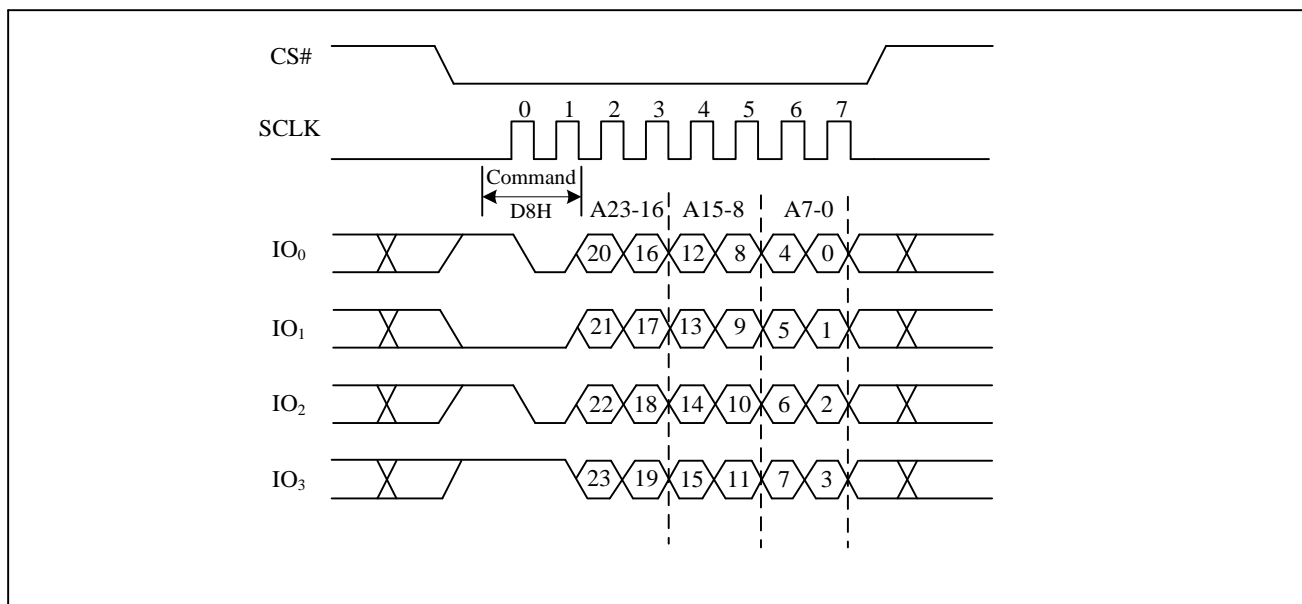 CS#
0 1 2 3 4 5 6 7
SCLK
Command
D8H
A23-16 A15-8 A7-0
IO0 20 16 12 8 4 0
IO1 21 17 13 9 5 1
IO2 22 18 14 10 6 2
IO3 23 19 15 11 7 3